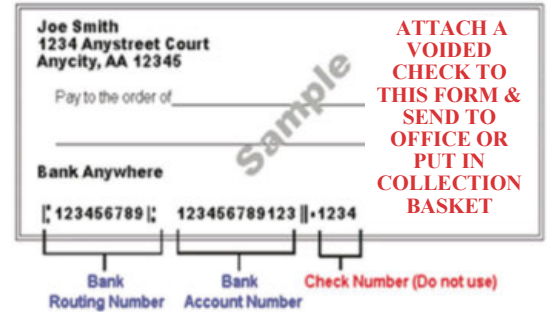 Joe Smith
1234 Anystreet Court
Anycity, AA 12345
Pay to the order of
Sample
Bank Anywhere
⑆123456789⑆ 123456789123⑈1234
ATTACH A
VOIDED
CHECK TO
THIS FORM &
SEND TO
OFFICE OR
PUT IN
COLLECTION
BASKET
Bank
Routing Number
Bank
Account Number
Check Number (Do not use)